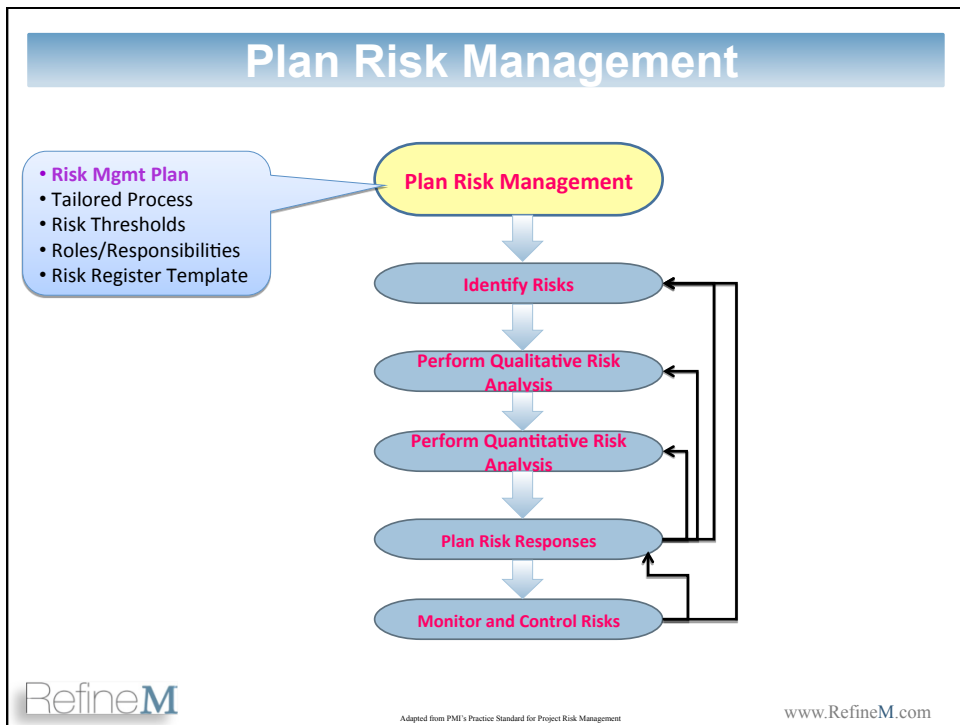 Plan Risk Management
• Risk Mgmt Plan
• Tailored Process
• Risk Thresholds
• Roles/Responsibilities
• Risk Register Template
Plan Risk Management
Identify Risks
Perform Qualitative Risk
Analysis
Perform Quantitative Risk
Analysis
Plan Risk Responses
Monitor and Control Risks
RefineM
Adapted from PMI's Practice Standard for Project Risk Management
www.RefineM.com